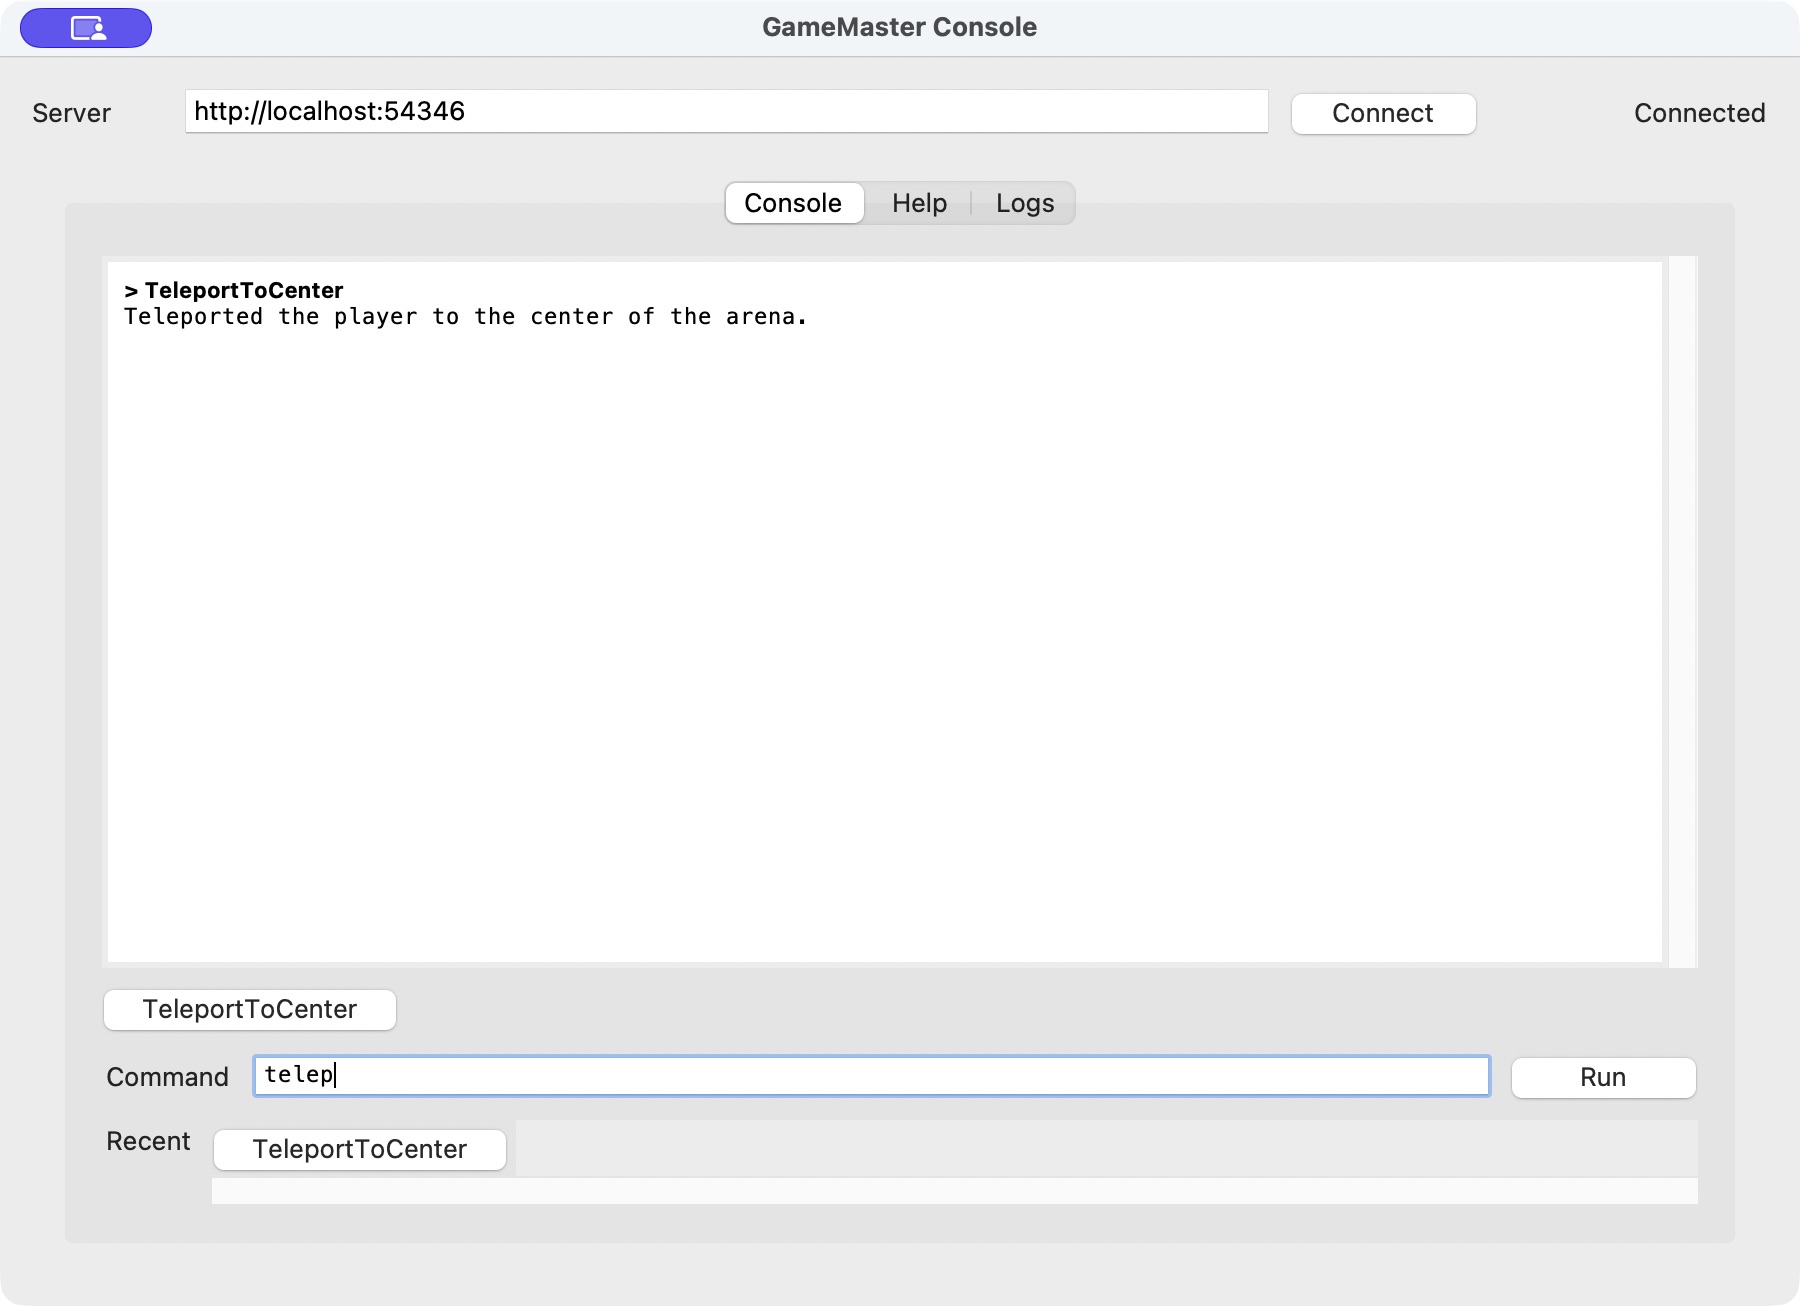 GameMaster Console
Server http://localhost:54346 Connect Connected
Console Help Logs
> TeleportToCenter
Teleported the player to the center of the arena.
TeleportToCenter
Command telep Run
Recent TeleportToCenter